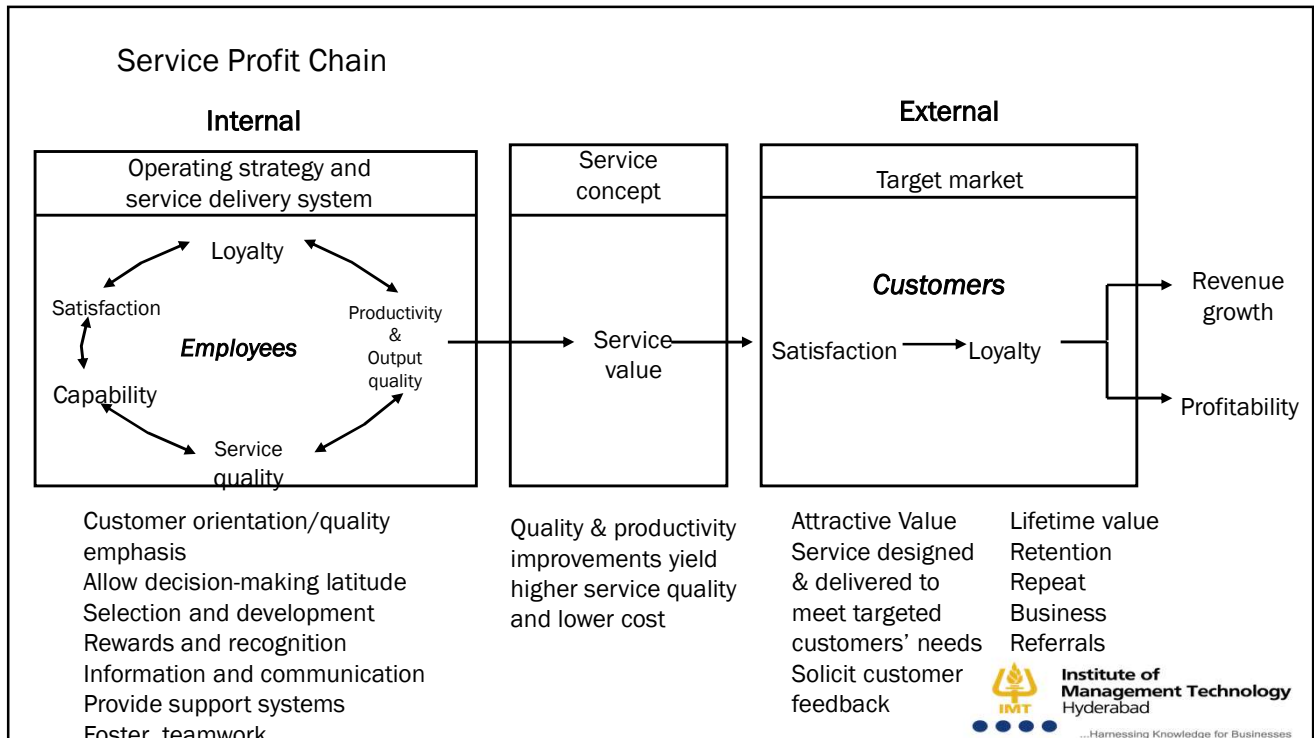 Service Profit Chain
Internal
External
Operating strategy and
service delivery system
Service
concept
Target market
Loyalty
Satisfaction
Employees
Productivity
&
Output
quality
Capability
Service
quality
Service
value
Customers
Satisfaction
Loyalty
Revenue
growth
Profitability
Customer orientation/quality
emphasis
Allow decision-making latitude
Selection and development
Rewards and recognition
Information and communication
Provide support systems
Foster teamwork
Quality & productivity
improvements yield
higher service quality
and lower cost
Attractive Value
Service designed
& delivered to
meet targeted
customers' needs
Solicit customer
feedback
Lifetime value
Retention
Repeat
Business
Referrals
IMT
Institute of
Management Technology
Hyderabad
...Harnessing Knowledge for Businesses